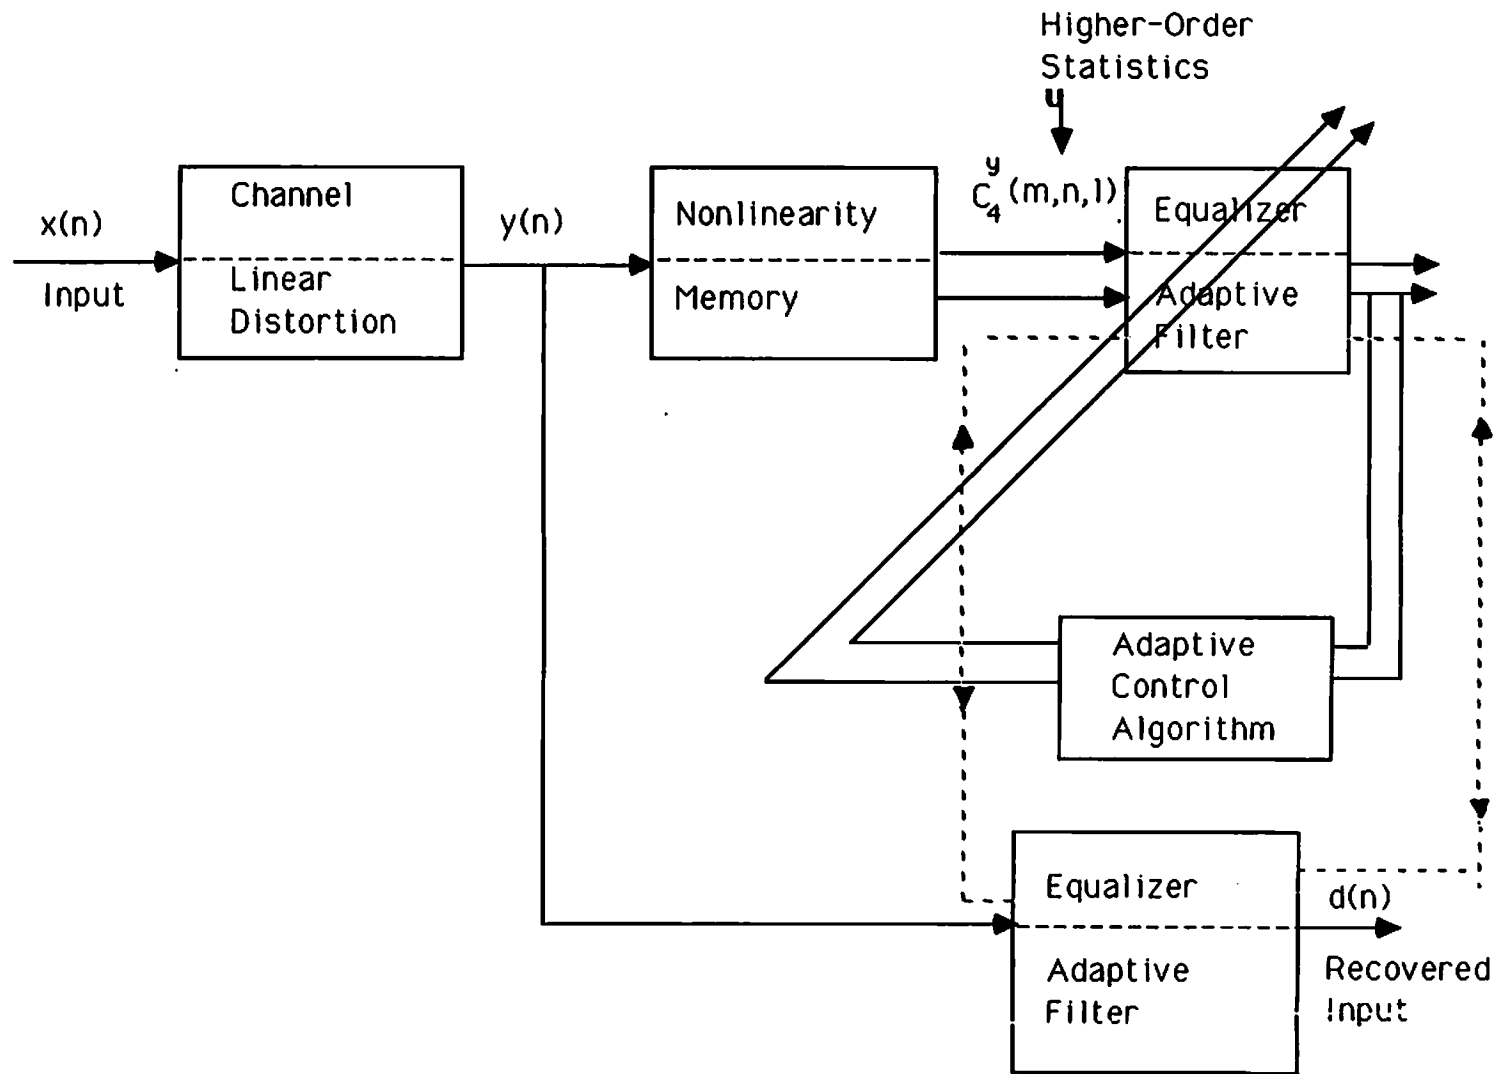 Higher-Order
Statistics
y
Channel
Linear
Distortion
x(n)
Input
y(n)
Nonlinearity
Memory
C₄ʸ(m,n,l)
Equalizer
Adaptive
Filter
Adaptive
Control
Algorithm
Equalizer
Adaptive
Filter
d(n)
Recovered
Input